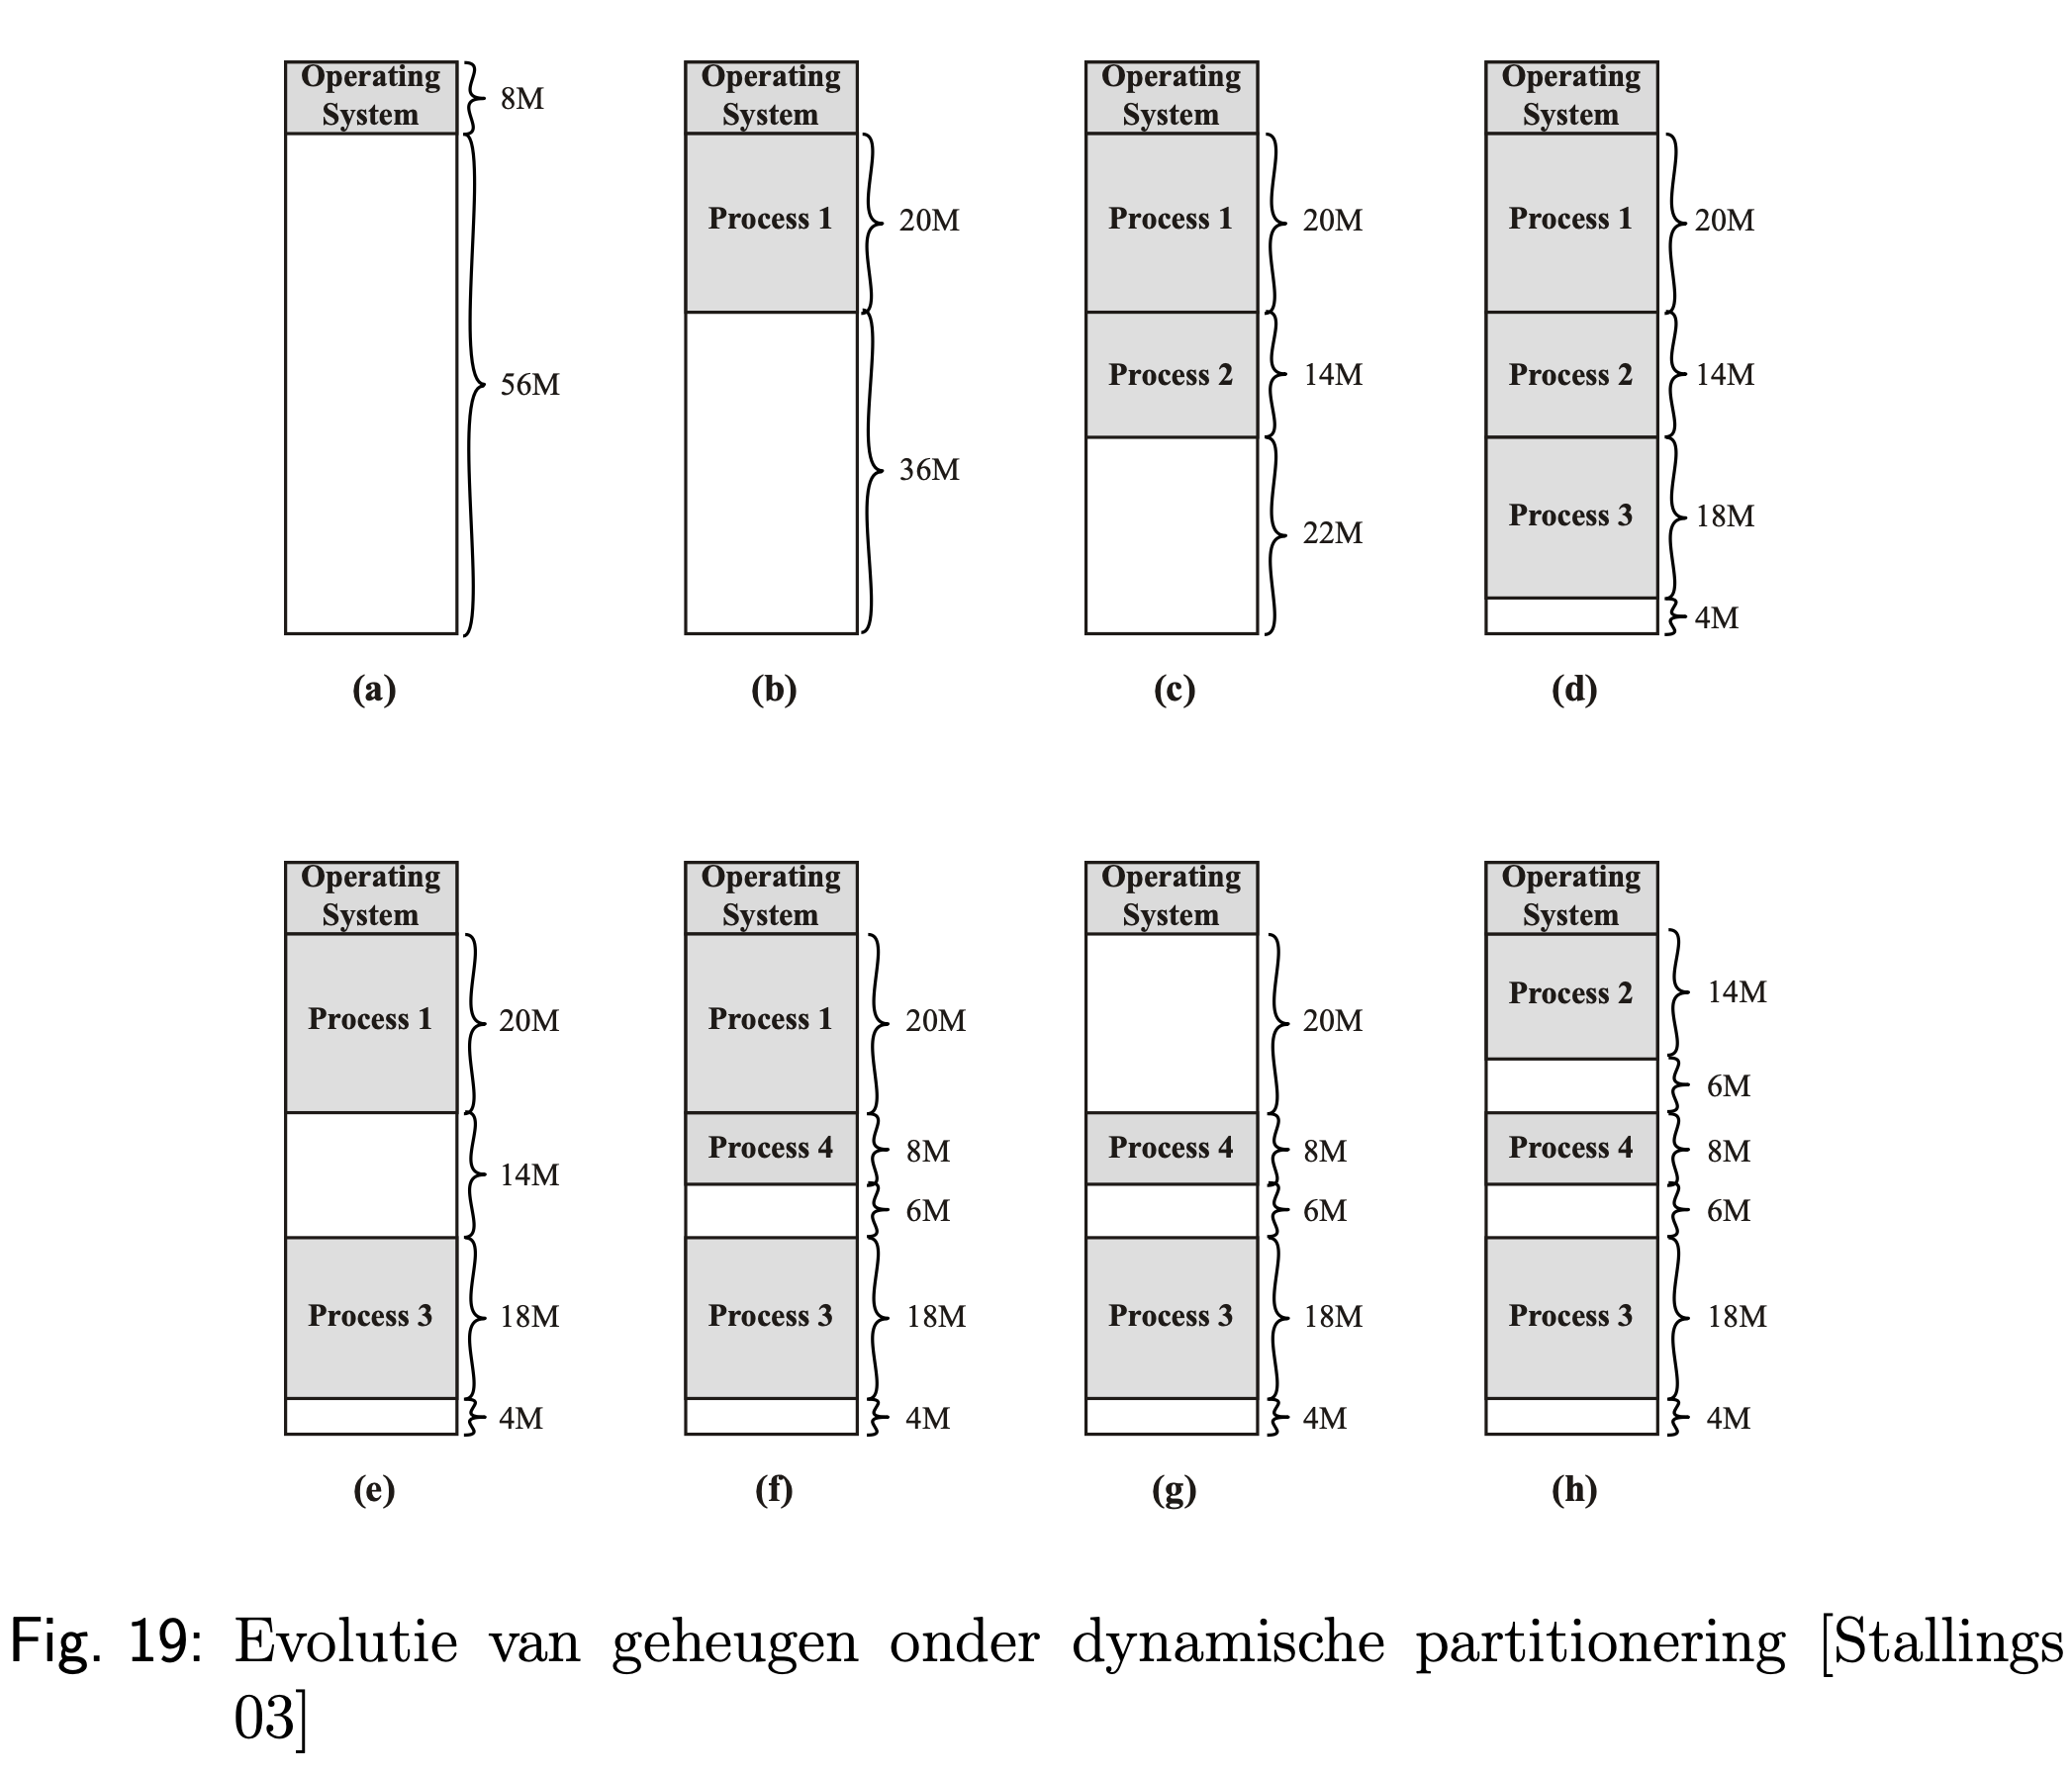 Operating
System
8M
56M
(a)
Operating
System
Process 1
20M
36M
(b)
Operating
System
Process 1
20M
Process 2
14M
22M
(c)
Operating
System
Process 1
20M
Process 2
14M
Process 3
18M
4M
(d)
Operating
System
Process 1
20M
14M
Process 3
18M
4M
(e)
Operating
System
Process 1
20M
Process 4
8M
6M
Process 3
18M
4M
(f)
Operating
System
20M
Process 4
8M
6M
Process 3
18M
4M
(g)
Operating
System
Process 2
14M
6M
Process 4
8M
6M
Process 3
18M
4M
(h)
Fig. 19: Evolutie van geheugen onder dynamische partitionering [Stallings
03]